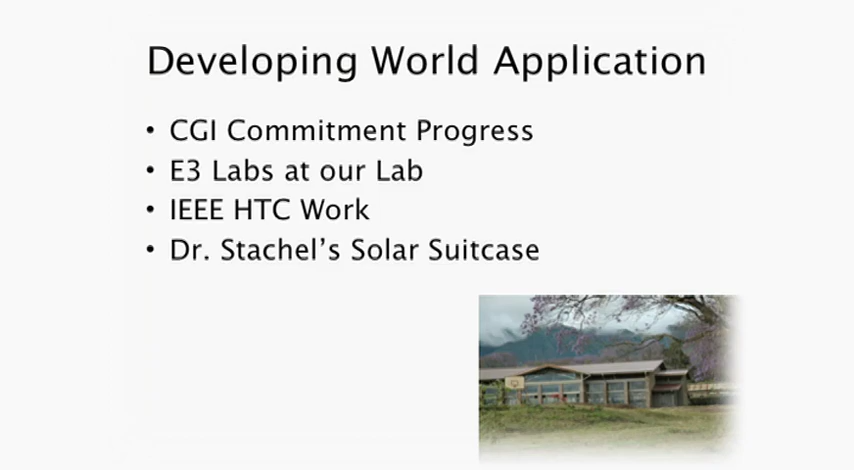 Developing World Application
• CGI Commitment Progress
• E3 Labs at our Lab
• IEEE HTC Work
• Dr. Stachel’s Solar Suitcase